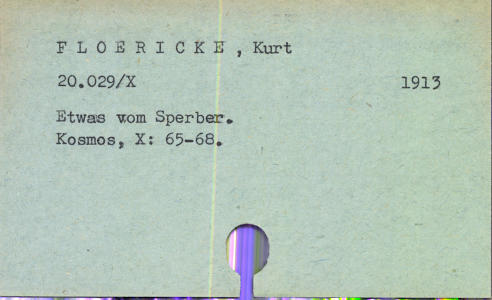 F L O E R I C K E , Kurt
20.029/X 1913
Etwas vom Sperber.
Kosmos, X: 65-68.